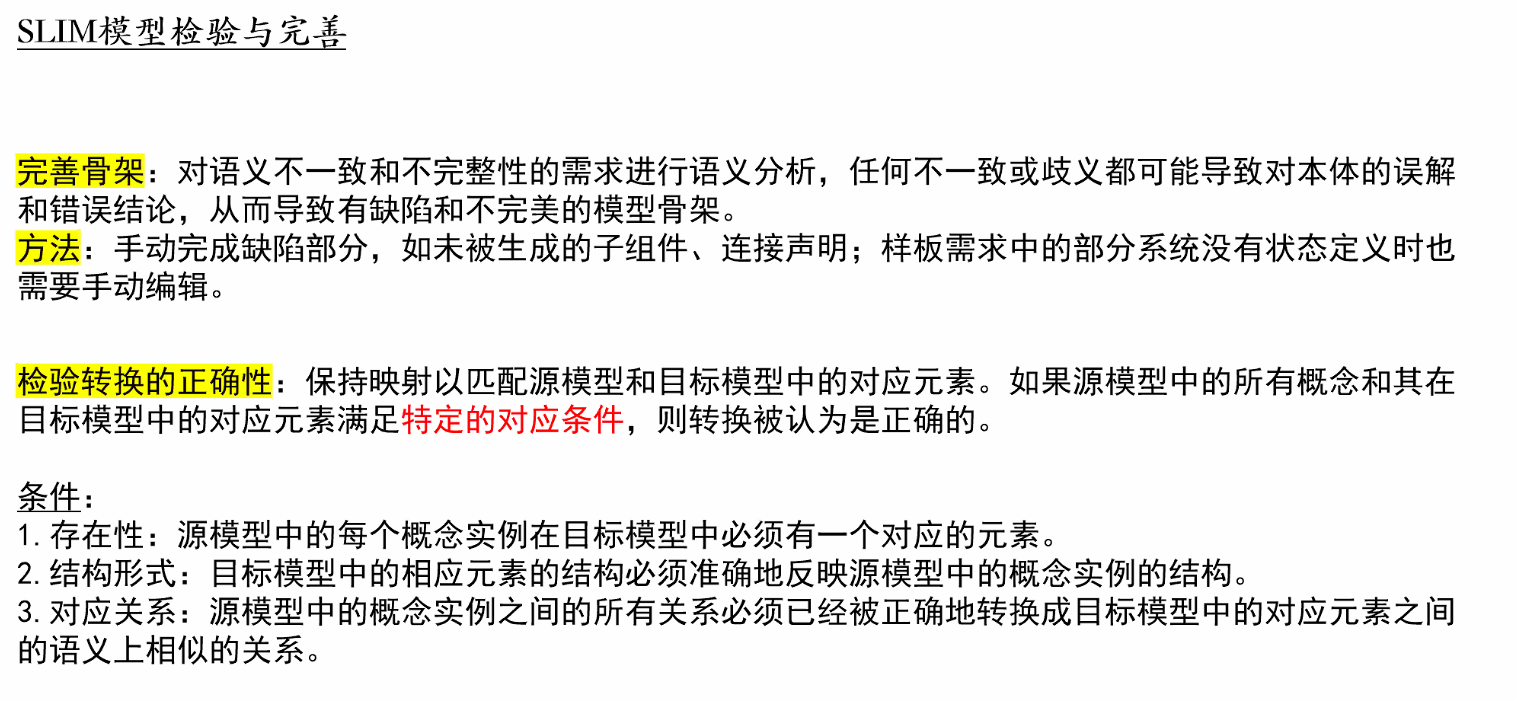 SLIM模型检验与完善
完善骨架：对语义不一致和不完整性的需求进行语义分析，任何不一致或歧义都可能导致对本体的误解
和错误结论，从而导致有缺陷和不完美的模型骨架。
方法：手动完成缺陷部分，如未被生成的子组件、连接声明；样板需求中的部分系统没有状态定义时也
需要手动编辑。
检验转换的正确性：保持映射以匹配源模型和目标模型中的对应元素。如果源模型中的所有概念和其在
目标模型中的对应元素满足特定的对应条件，则转换被认为是正确的。
条件：
1.存在性：源模型中的每个概念实例在目标模型中必须有一个对应的元素。
2.结构形式：目标模型中的相应元素的结构必须准确地反映源模型中的概念实例的结构。
3.对应关系：源模型中的概念实例之间的所有关系必须已经被正确地转换成目标模型中的对应元素之间
的语义上相似的关系。